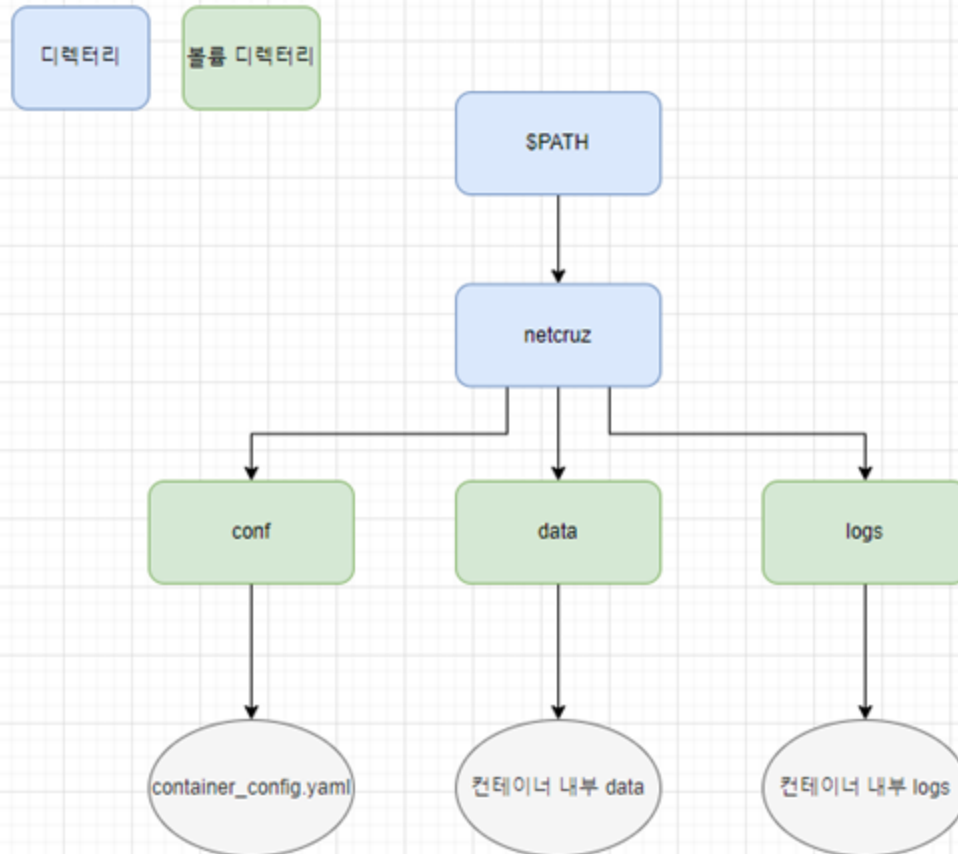 디렉터리
볼륨 디렉터리
$PATH
netcruz
conf
data
logs
container_config.yaml
컨테이너 내부 data
컨테이너 내부 logs